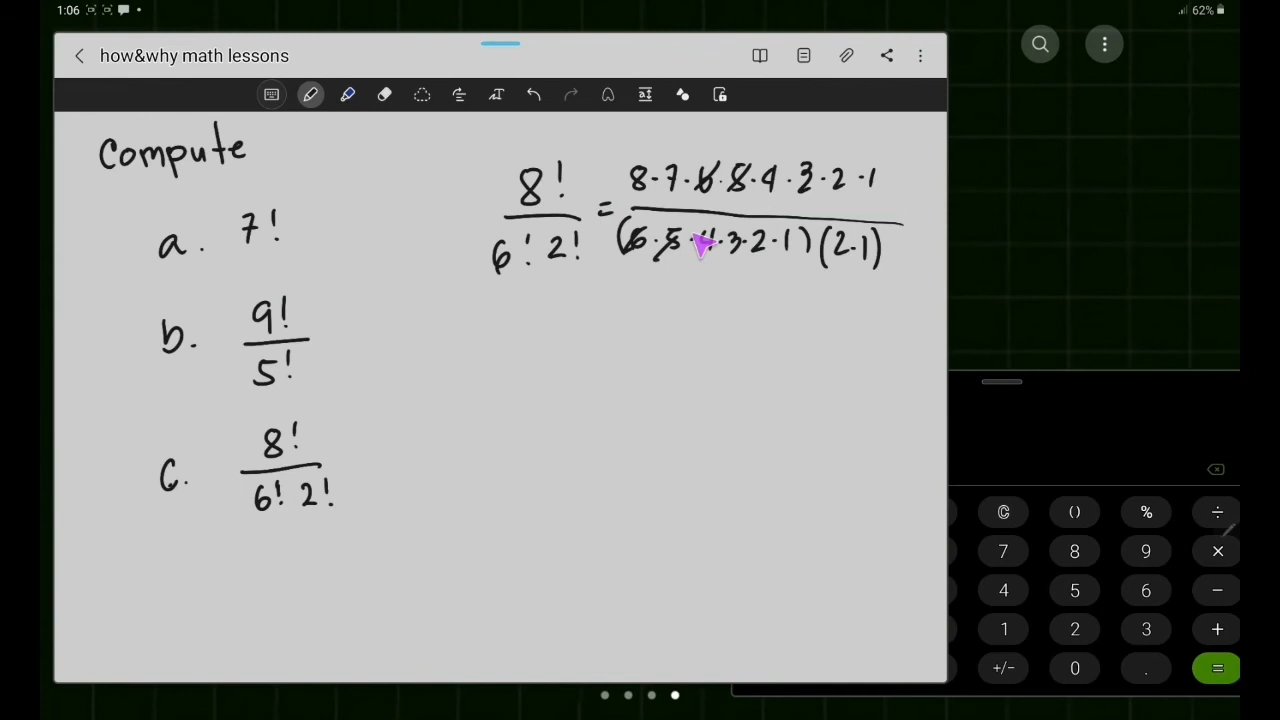 1:06
62%
how&why math lessons
Compute
a. 7!
b. 9!
5!
c. 8!
6! 2!
8!
6! 2!
=
8·7·6·5·4·3·2·1
(6·5·4·3·2·1)(2·1)
C () % ÷
7 8 9 ×
4 5 6 −
1 2 3 +
+/− 0 . =